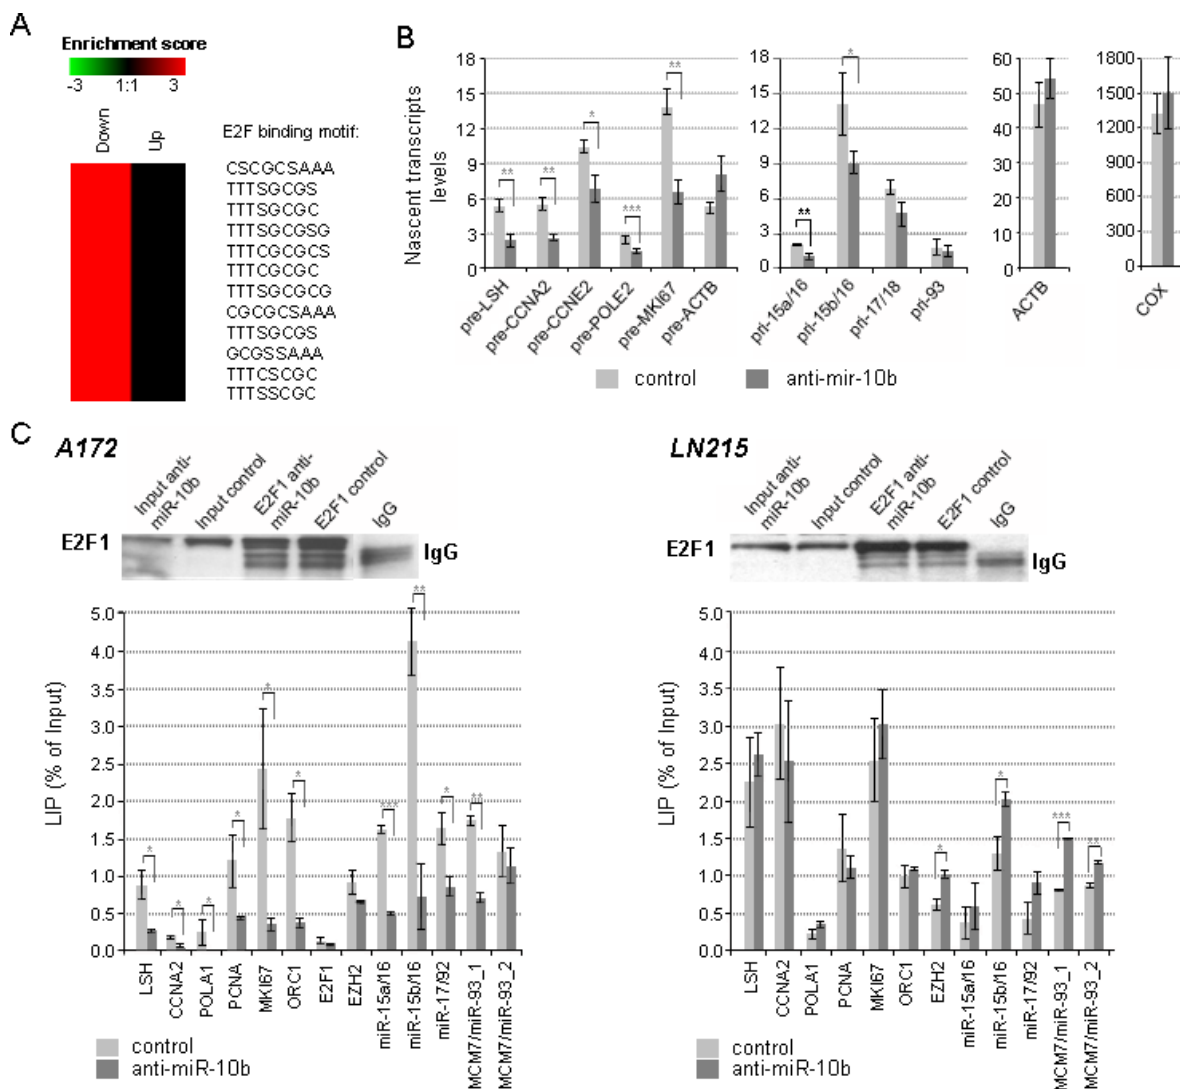 A
Enrichment score
-3 1:1 3
Down Up
E2F binding motif:
CSCGCSAAA
TTTSGCGS
TTTSGCGC
TTTSGCGSG
TTTCGCGCS
TTTCGCGC
TTTSGCGCG
CGCGCSAAA
TTTSGCGS
GCGSSAAA
TTTCSCGC
TTTSSCGC
B
Nascent transcripts levels
18
15
12
9
6
3
0
** ** * *** **
pre-LSH pre-CCNA2 pre-CCNE2 pre-POLE2 pre-MKI67 pre-ACTB
18
15
12
9
6
3
0
** *
pri-15a/16 pri-15b/16 pri-17/18 pri-93
60
50
40
30
20
10
0
ACTB
1800
1500
1200
900
600
300
0
COX
control anti-mir-10b
C
A172
Input anti-miR-10b Input control E2F1 anti-miR-10b E2F1 control IgG
E2F1 IgG
LIP (% of Input)
5.0
4.0
3.5
3.0
2.5
2.0
1.5
1.0
0.5
0.0
* * * * * * *** ** * **
LSH CCNA2 POLA1 PCNA MKI67 ORC1 E2F1 EZH2 miR-15a/16 miR-15b/16 miR-17/92 MCM7/miR-93_1 MCM7/miR-93_2
control
anti-miR-10b
LN215
Input anti-miR-10b Input control E2F1 anti-miR-10b E2F1 control IgG
E2F1 IgG
LIP (% of Input)
5.0
4.0
3.5
3.0
2.5
2.0
1.5
1.0
0.5
0.0
* * *** **
LSH CCNA2 POLA1 PCNA MKI67 ORC1 EZH2 miR-15a/16 miR-15b/16 miR-17/92 MCM7/miR-93_1 MCM7/miR-93_2
control
anti-miR-10b